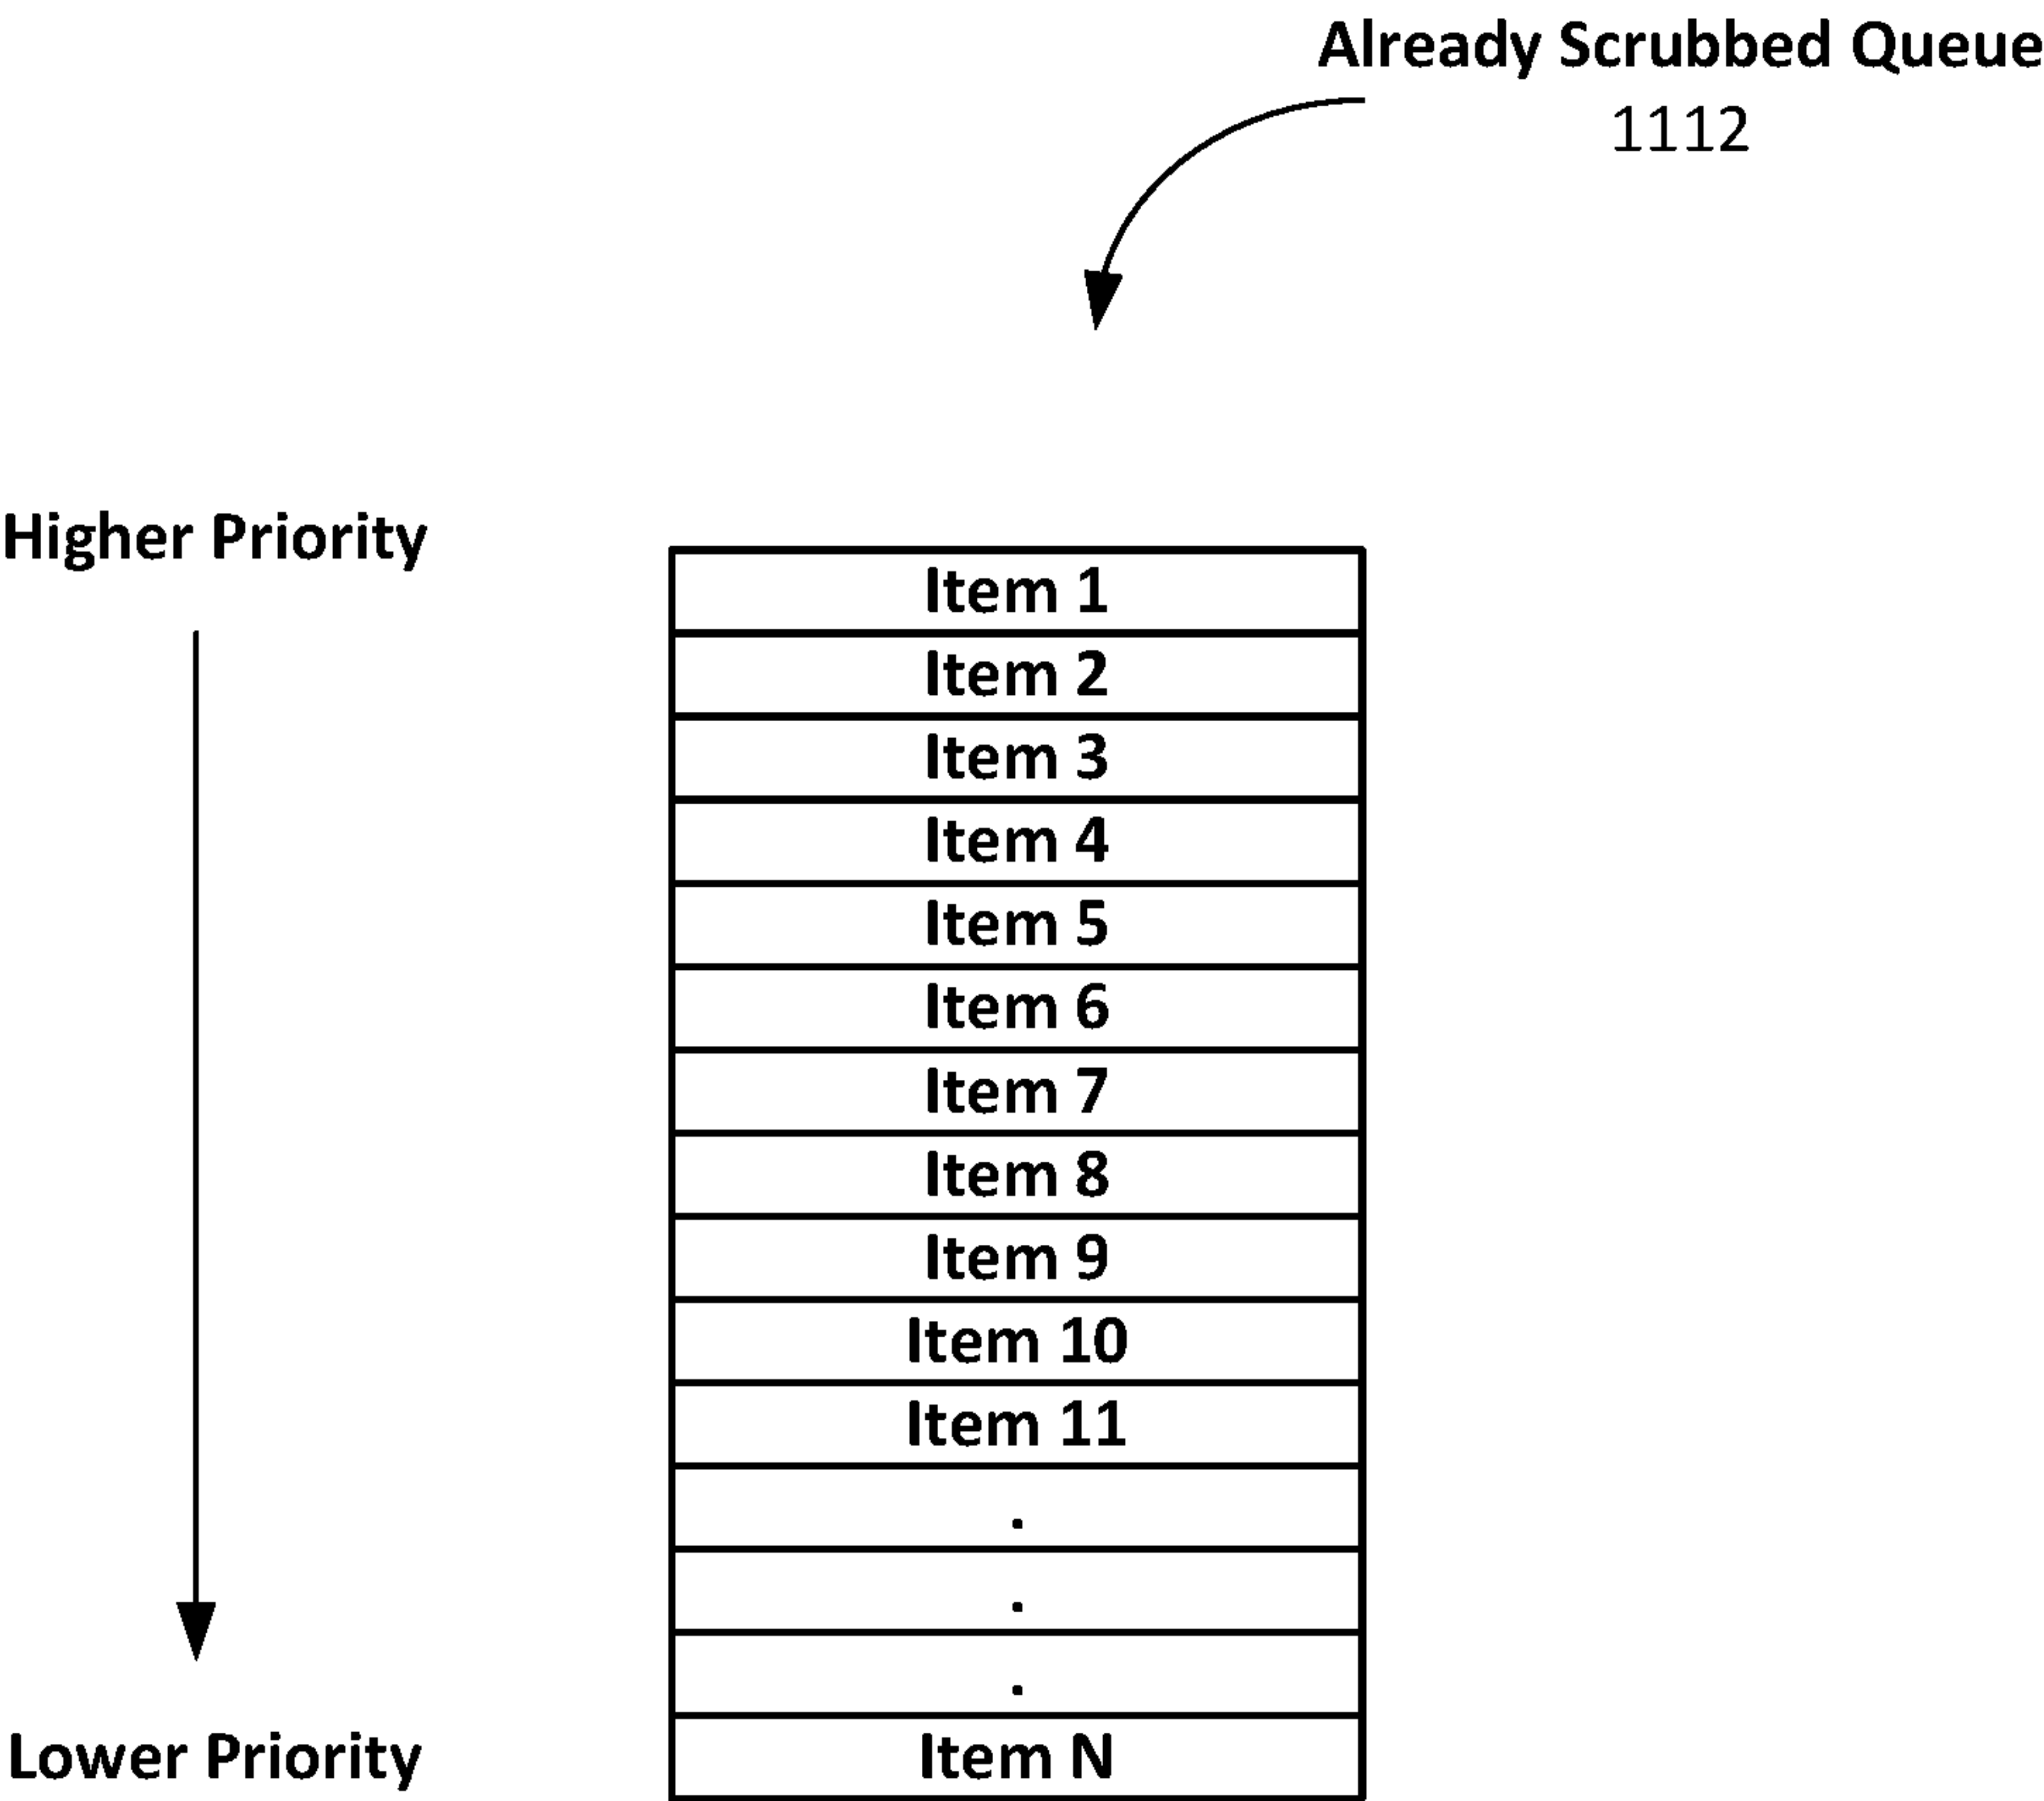 Already Scrubbed Queue
1112
Higher Priority
Item 1
Item 2
Item 3
Item 4
Item 5
Item 6
Item 7
Item 8
Item 9
Item 10
Item 11
.
.
.
Lower Priority
Item N